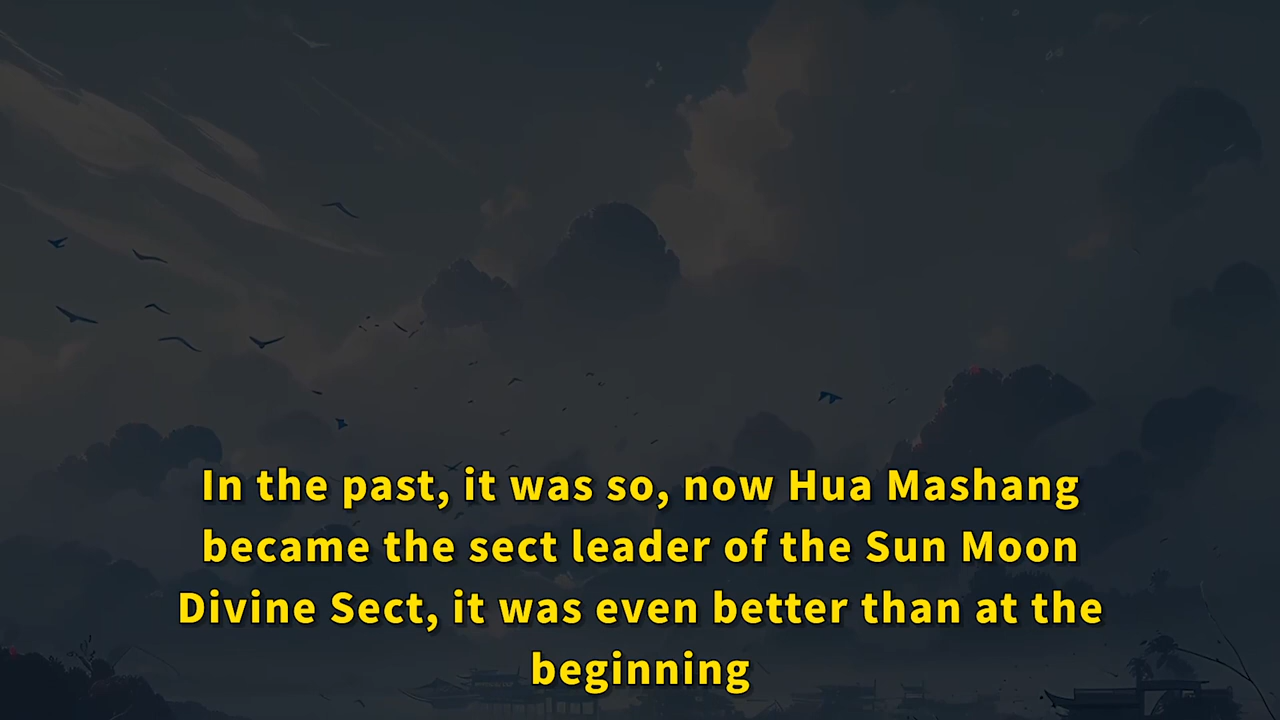 In the past, it was so, now Hua Mashang
became the sect leader of the Sun Moon
Divine Sect, it was even better than at the
beginning